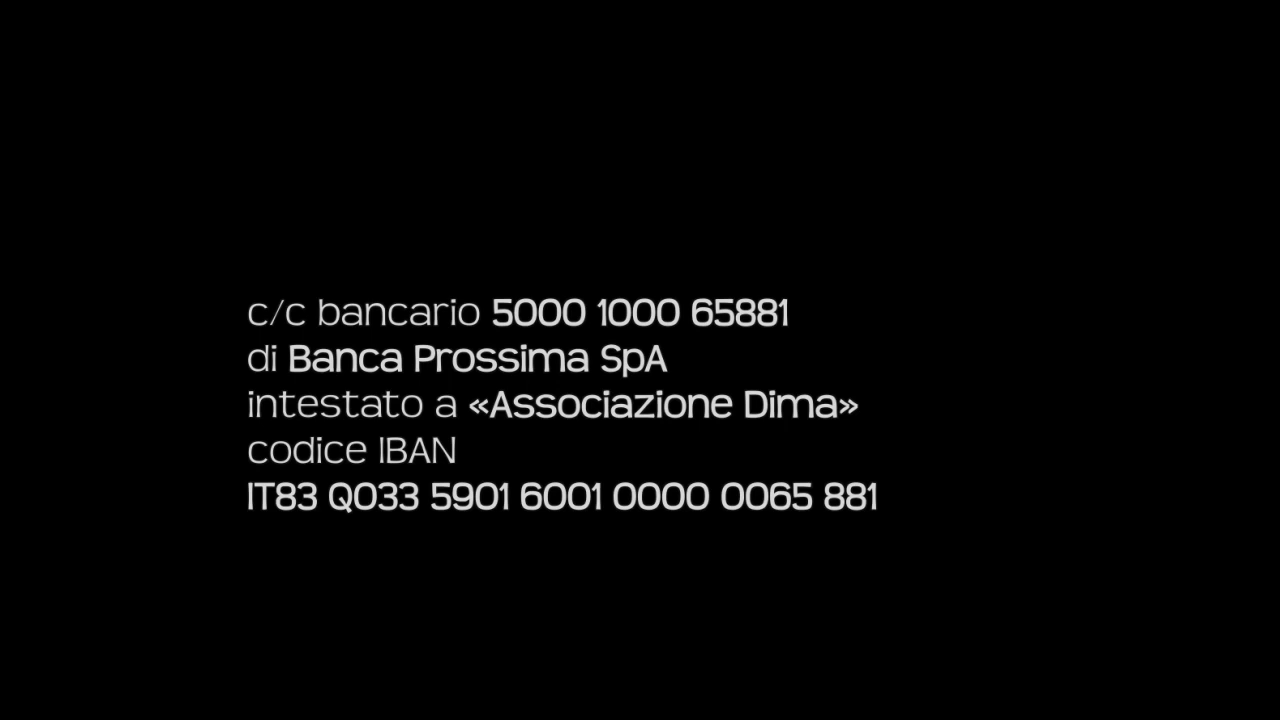 c/c bancario 5000 1000 65881
di Banca Prossima SpA
intestato a «Associazione Dima»
codice IBAN
IT83 Q033 5901 6001 0000 0065 881